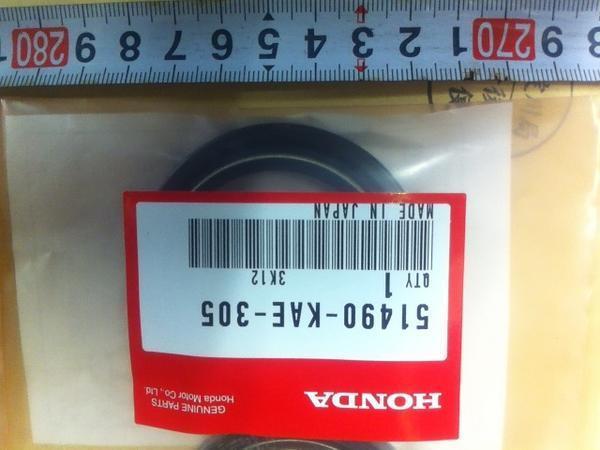 HONDA
GENUINE PARTS
Honda Motor Co., Ltd.
51490-KAE-305
QTY 1 3K12
MADE IN JAPAN
8 9 270 1 2 3 4 5 6 7 8 9 280